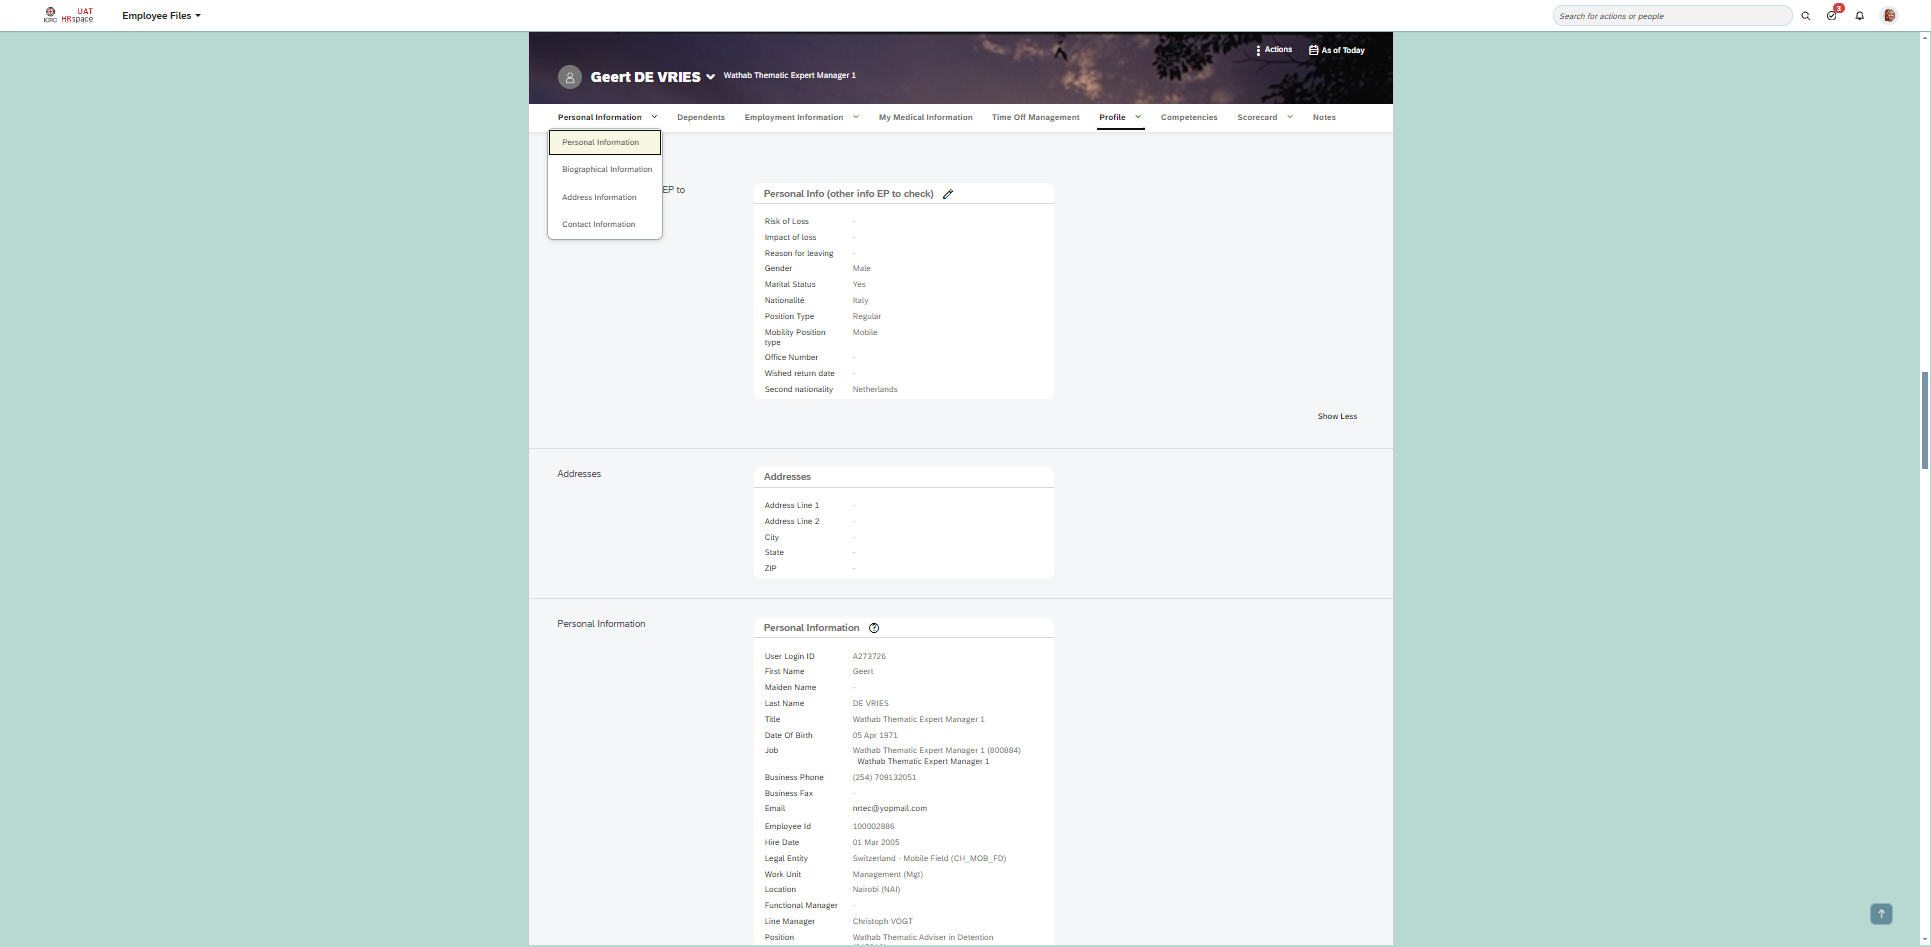 ICRC
UAT
HRspace
Employee Files
Search for actions or people
3
Actions
As of Today
Geert DE VRIES
Wathab Thematic Expert Manager 1
Personal Information
Dependents
Employment Information
My Medical Information
Time Off Management
Profile
Competencies
Scorecard
Notes
Personal Information
Biographical Information
Address Information
Contact Information
EP to
Personal Info (other info EP to check)
Risk of Loss -
Impact of loss -
Reason for leaving -
Gender Male
Marital Status Yes
Nationalité Italy
Position Type Regular
Mobility Position Mobile
type
Office Number -
Wished return date -
Second nationality Netherlands
Show Less
Addresses
Addresses
Address Line 1 -
Address Line 2 -
City -
State -
ZIP -
Personal Information
Personal Information
User Login ID A273726
First Name Geert
Maiden Name -
Last Name DE VRIES
Title Wathab Thematic Expert Manager 1
Date Of Birth 05 Apr 1971
Job Wathab Thematic Expert Manager 1 (800884)
Wathab Thematic Expert Manager 1
Business Phone (254) 709132051
Business Fax -
Email nrtec@yopmail.com
Employee Id 100002886
Hire Date 01 Mar 2005
Legal Entity Switzerland - Mobile Field (CH_MOB_FD)
Work Unit Management (Mgt)
Location Nairobi (NAI)
Functional Manager -
Line Manager Christoph VOGT
Position Wathab Thematic Adviser in Detention